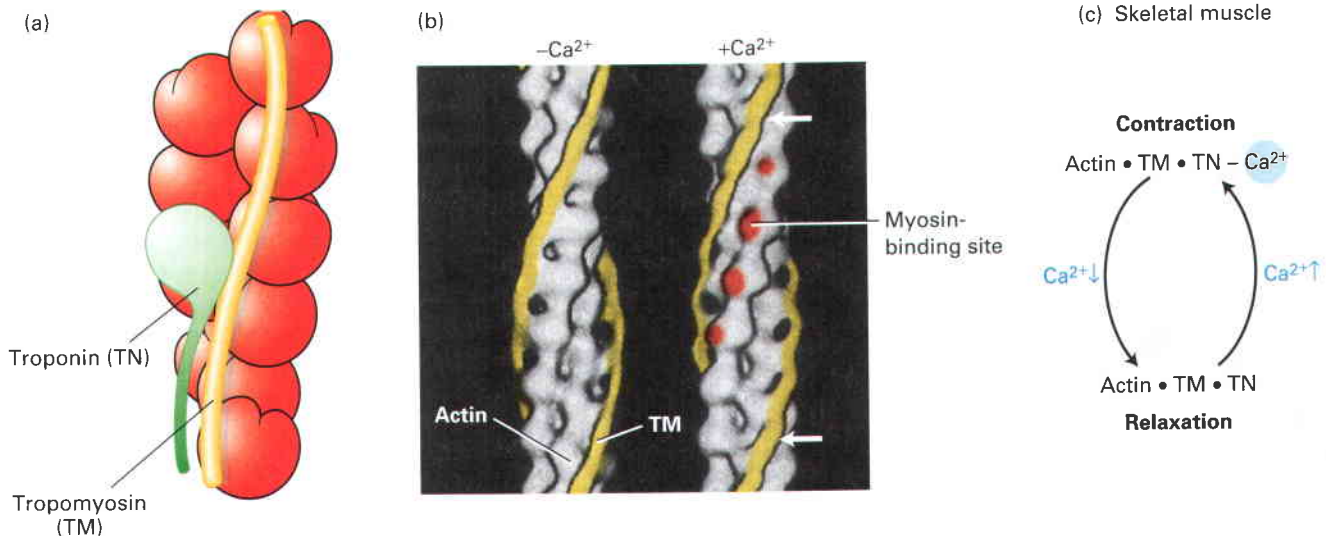 (a)
Troponin (TN)
Tropomyosin
(TM)
(b)
–Ca²⁺
+Ca²⁺
Myosin-
binding site
Actin
TM
(c) Skeletal muscle
Contraction
Actin • TM • TN – Ca²⁺
Ca²⁺↓
Ca²⁺↑
Actin • TM • TN
Relaxation